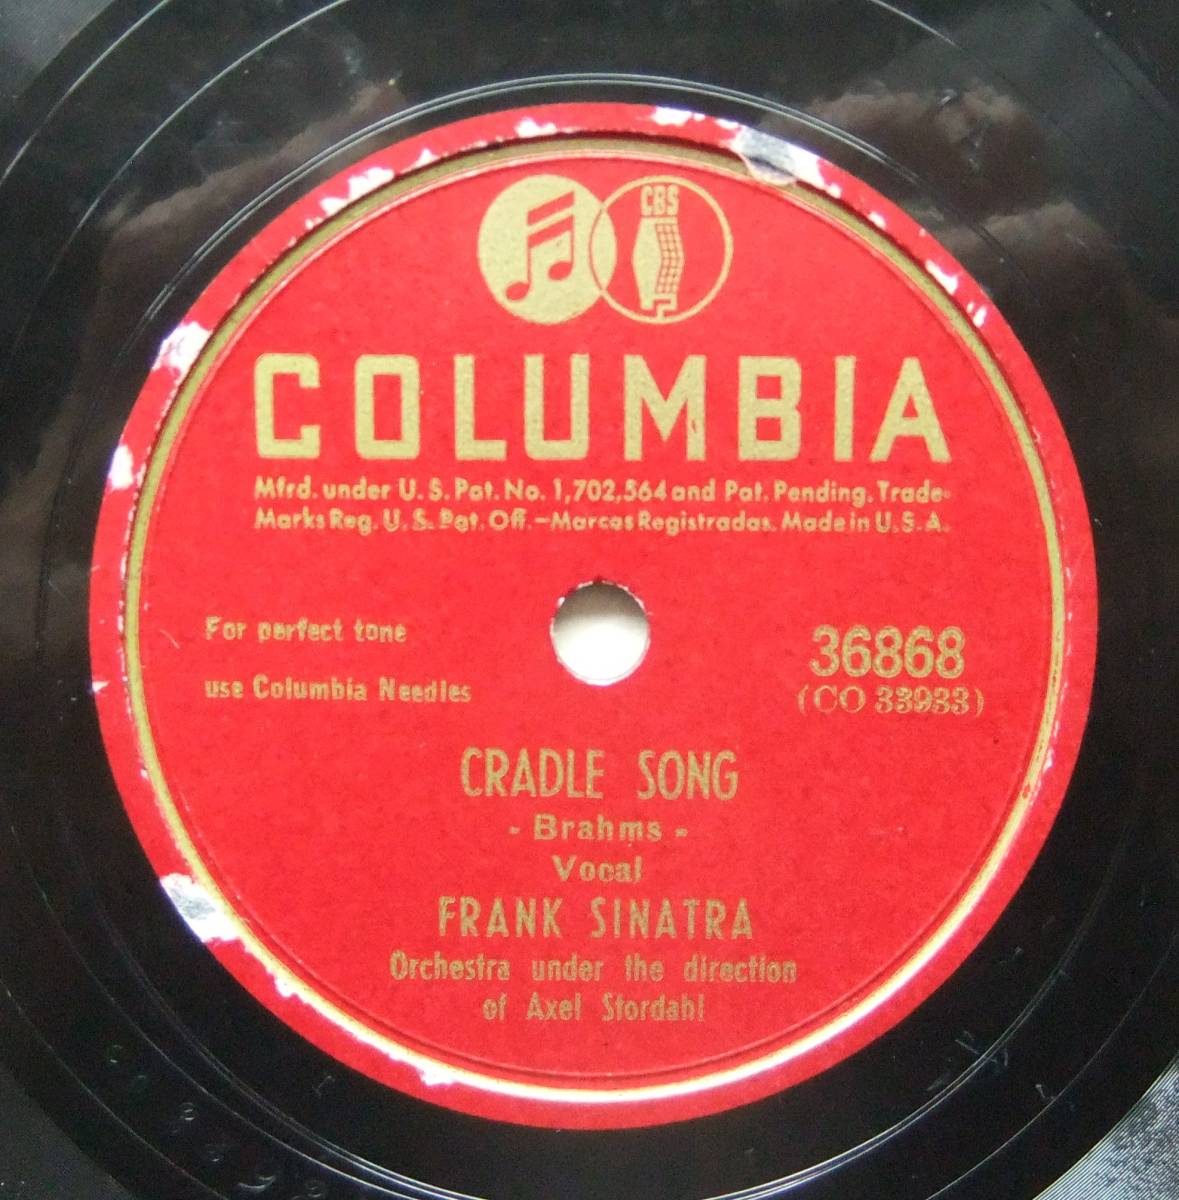 CBS
COLUMBIA
Mfrd. under U.S. Pat. No. 1,702,564 and Pat. Pending. Trade-
Marks Reg. U.S. Pat. Off.—Marcas Registradas. Made in U.S.A.
For perfect tone
use Columbia Needles
36868
(CO 33933)
CRADLE SONG
- Brahms -
Vocal
FRANK SINATRA
Orchestra under the direction
of Axel Stordahl